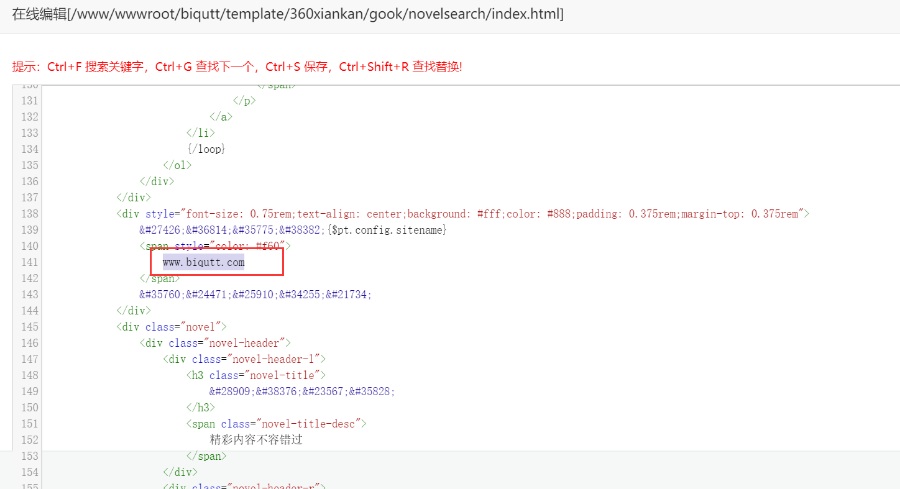 在线编辑[/www/wwwroot/biqutt/template/360xiankan/gook/novelsearch/index.html]
提示：Ctrl+F 搜索关键字，Ctrl+G 查找下一个，Ctrl+S 保存，Ctrl+Shift+R 查找替换!
130 </span>
131 </p>
132 </a>
133 </li>
134 {/loop}
135 </ol>
136 </div>
137 </div>
138 <div style="font-size: 0.75rem;text-align: center;background: #fff;color: #888;padding: 0.375rem;margin-top: 0.375rem">
139 &#27426;&#36814;&#35775;&#38382;{$pt.config.sitename}
140 <span style="color: #f60">
141 www.biqutt.com
142 </span>
143 &#35760;&#24471;&#25910;&#34255;&#21734;
144 </div>
145 <div class="novel">
146 <div class="novel-header">
147 <div class="novel-header-l">
148 <h3 class="novel-title">
149 &#28909;&#38376;&#23567;&#35828;
150 </h3>
151 <span class="novel-title-desc">
152 精彩内容不容错过
153 </span>
154 </div>
155 <div class="novel-header-r">